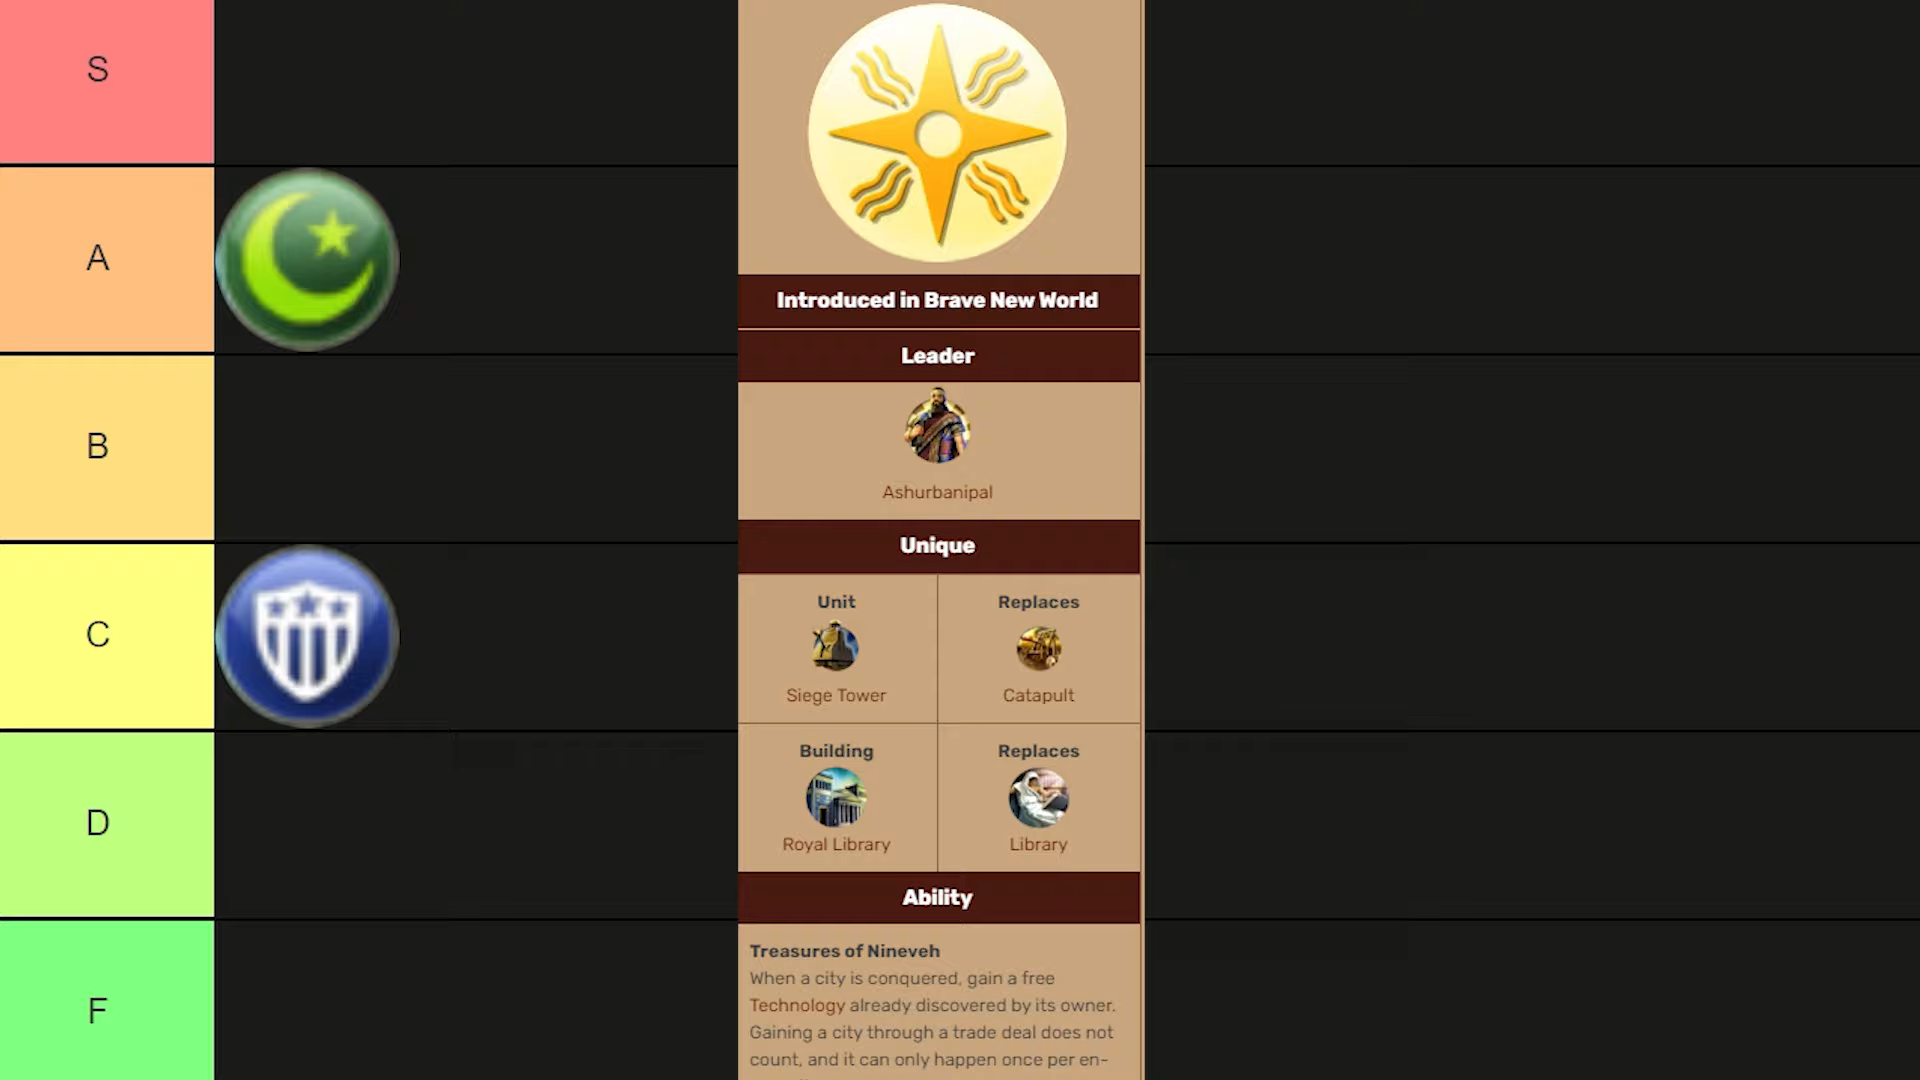 S
A
B
C
D
F
Introduced in Brave New World
Leader
Ashurbanipal
Unique
Unit
Replaces
Siege Tower
Catapult
Building
Replaces
Royal Library
Library
Ability
Treasures of Nineveh
When a city is conquered, gain a free
Technology already discovered by its owner.
Gaining a city through a trade deal does not
count, and it can only happen once per en-